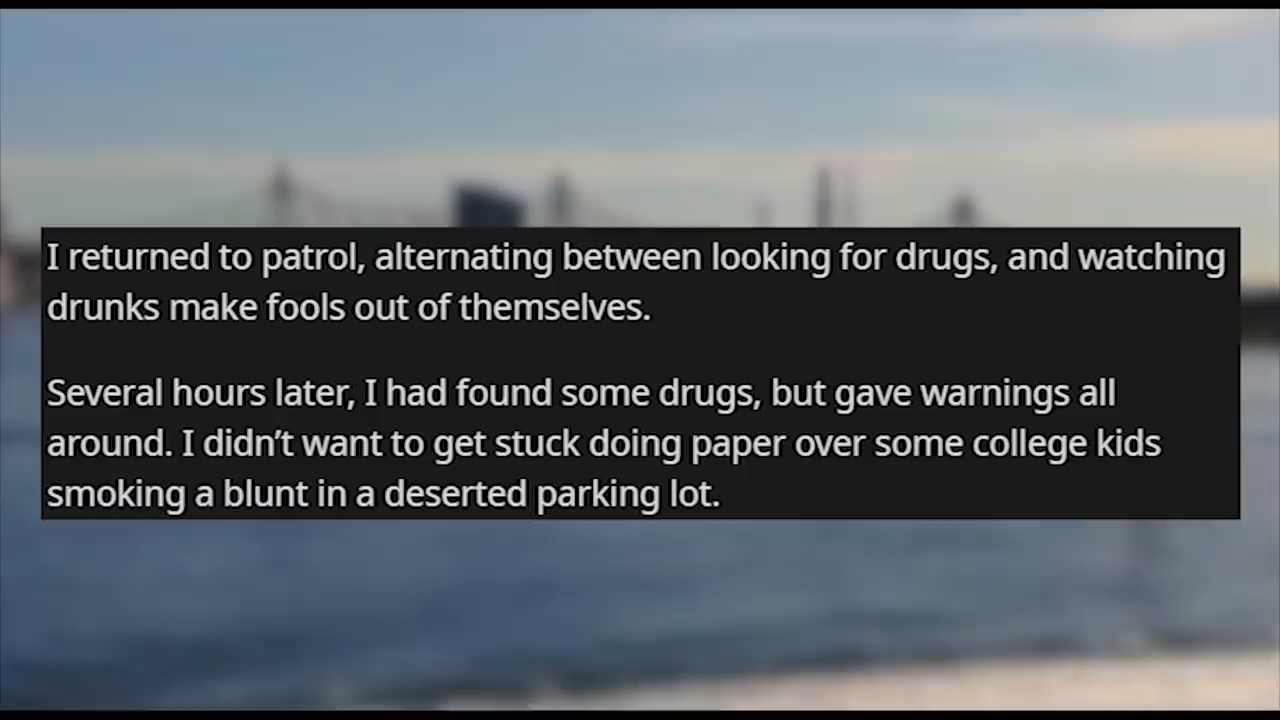 I returned to patrol, alternating between looking for drugs, and watching
drunks make fools out of themselves.
Several hours later, I had found some drugs, but gave warnings all
around. I didn’t want to get stuck doing paper over some college kids
smoking a blunt in a deserted parking lot.